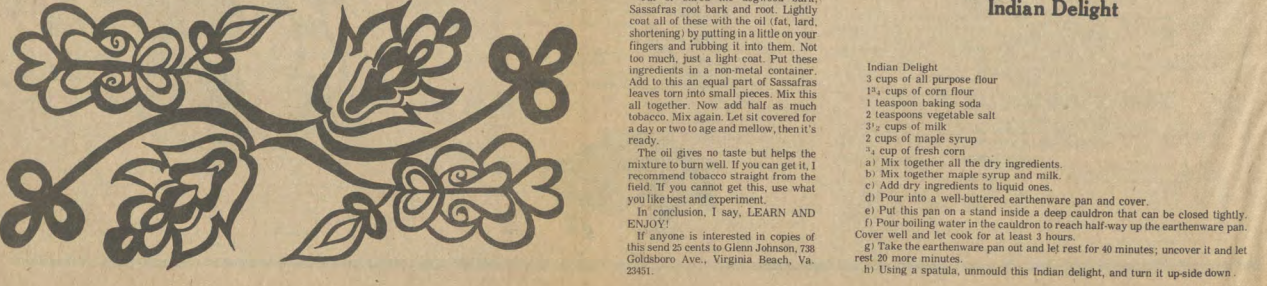 Sassafras root bark and root. Lightly
coat all of these with the oil (fat, lard,
shortening) by putting in a little on your
fingers and rubbing it into them. Not
too much, just a light coat. Put these
ingredients in a non-metal container.
Add to this an equal part of Sassafras
leaves torn into small pieces. Mix this
all together. Now add half as much
tobacco. Mix again. Let sit covered for
a day or two to age and mellow, then it's
ready.
The oil gives no taste but helps the
mixture to burn well. If you can get it, I
recommend tobacco straight from the
field. If you cannot get this, use what
you like best and experiment.
In conclusion, I say, LEARN AND
ENJOY!
If anyone is interested in copies of
this send 25 cents to Glenn Johnson, 738
Goldsboro Ave., Virginia Beach, Va.
23451.
Indian Delight
Indian Delight
3 cups of all purpose flour
1 3/4 cups of corn flour
1 teaspoon baking soda
2 teaspoons vegetable salt
3 1/2 cups of milk
2 cups of maple syrup
3/4 cup of fresh corn
a) Mix together all the dry ingredients.
b) Mix together maple syrup and milk.
c) Add dry ingredients to liquid ones.
d) Pour into a well-buttered earthenware pan and cover.
e) Put this pan on a stand inside a deep cauldron that can be closed tightly.
f) Pour boiling water in the cauldron to reach half-way up the earthenware pan.
Cover well and let cook for at least 3 hours.
g) Take the earthenware pan out and let rest for 40 minutes; uncover it and let
rest 20 more minutes.
h) Using a spatula, unmould this Indian delight, and turn it up-side down.